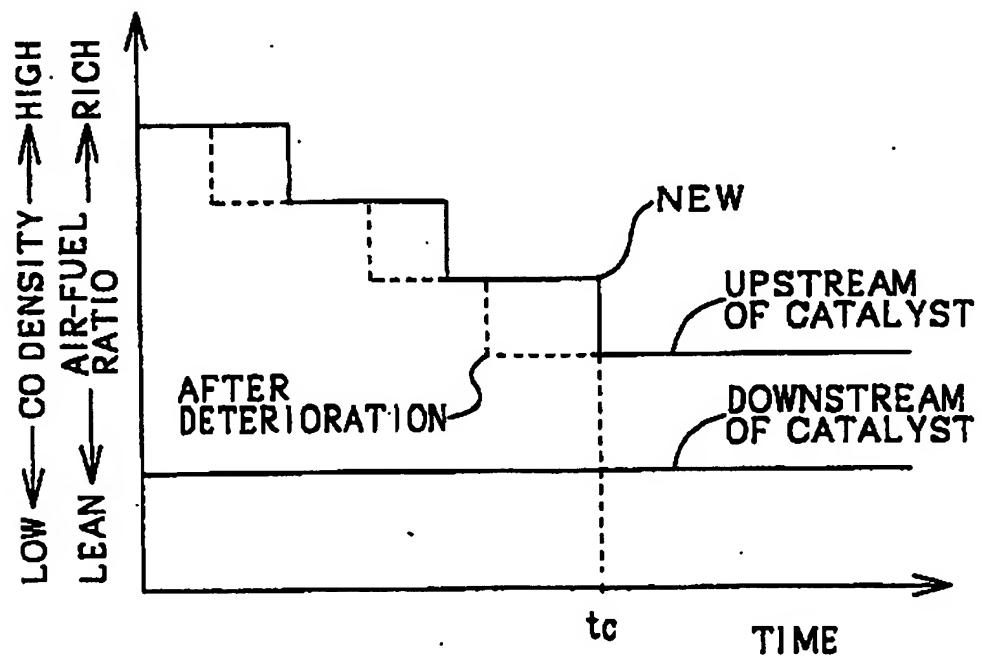 LOW ← CO DENSITY → HIGH
LEAN ← AIR-FUEL RATIO → RICH
NEW
UPSTREAM
OF CATALYST
AFTER
DETERIORATION
DOWNSTREAM
OF CATALYST
tc
TIME